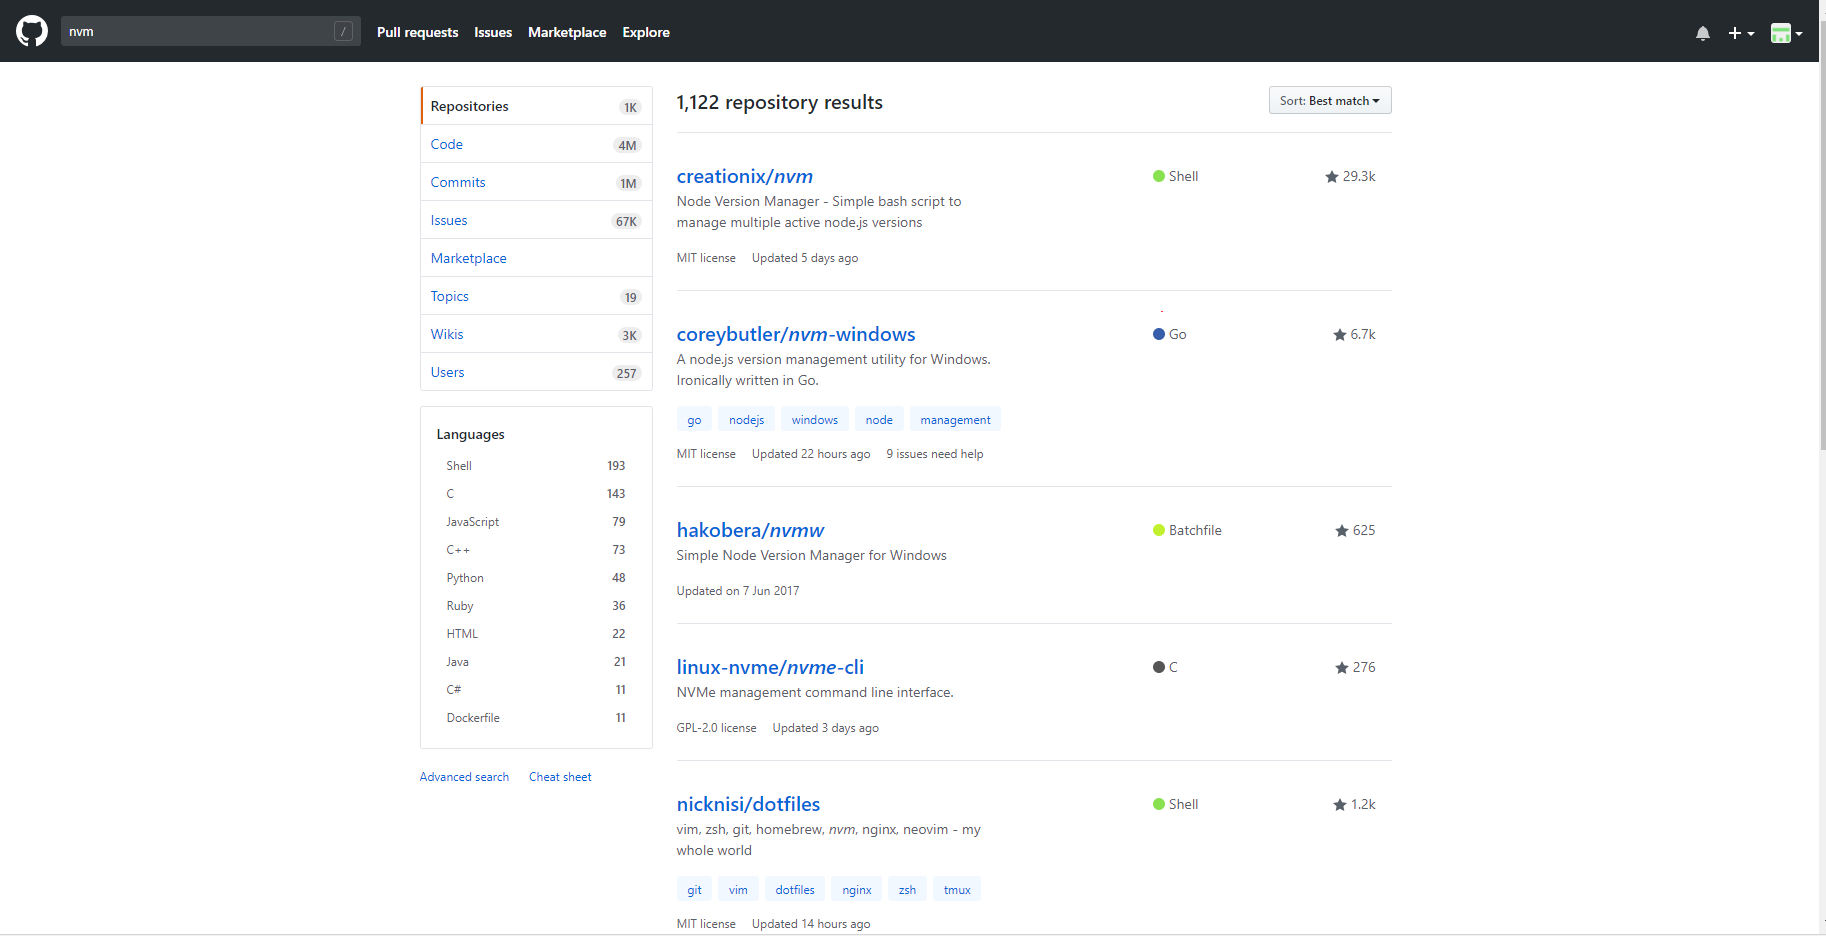 nvm /
Pull requests Issues Marketplace Explore
Repositories 1K
Code 4M
Commits 1M
Issues 67K
Marketplace
Topics 19
Wikis 3K
Users 257
Languages
Shell 193
C 143
JavaScript 79
C++ 73
Python 48
Ruby 36
HTML 22
Java 21
C# 11
Dockerfile 11
Advanced search Cheat sheet
1,122 repository results
Sort: Best match
creationix/nvm
Shell
29.3k
Node Version Manager - Simple bash script to
manage multiple active node.js versions
MIT license Updated 5 days ago
coreybutler/nvm-windows
Go
6.7k
A node.js version management utility for Windows.
Ironically written in Go.
go nodejs windows node management
MIT license Updated 22 hours ago 9 issues need help
hakobera/nvmw
Batchfile
625
Simple Node Version Manager for Windows
Updated on 7 Jun 2017
linux-nvme/nvme-cli
C
276
NVMe management command line interface.
GPL-2.0 license Updated 3 days ago
nicknisi/dotfiles
Shell
1.2k
vim, zsh, git, homebrew, nvm, nginx, neovim - my
whole world
git vim dotfiles nginx zsh tmux
MIT license Updated 14 hours ago